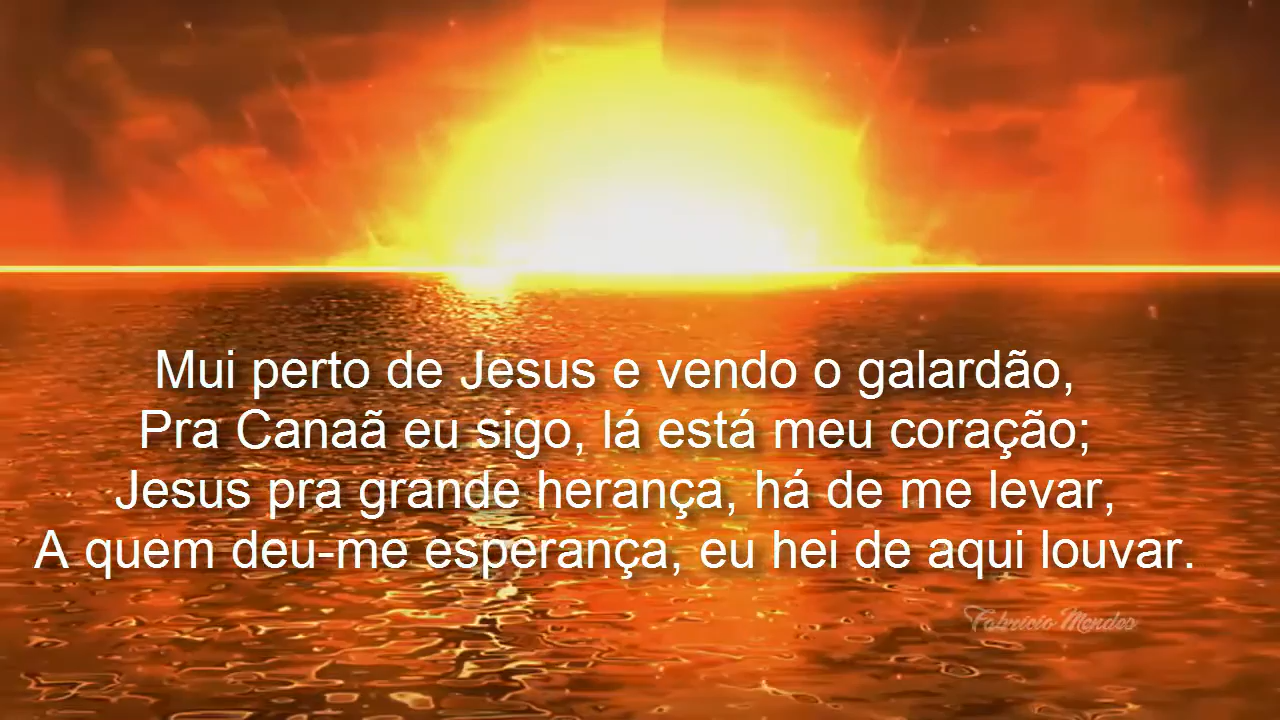 Mui perto de Jesus e vendo o galardão,
Pra Canaã eu sigo, lá está meu coração;
Jesus pra grande herança, há de me levar,
A quem deu-me esperança, eu hei de aqui louvar.
Fabricio Mendes